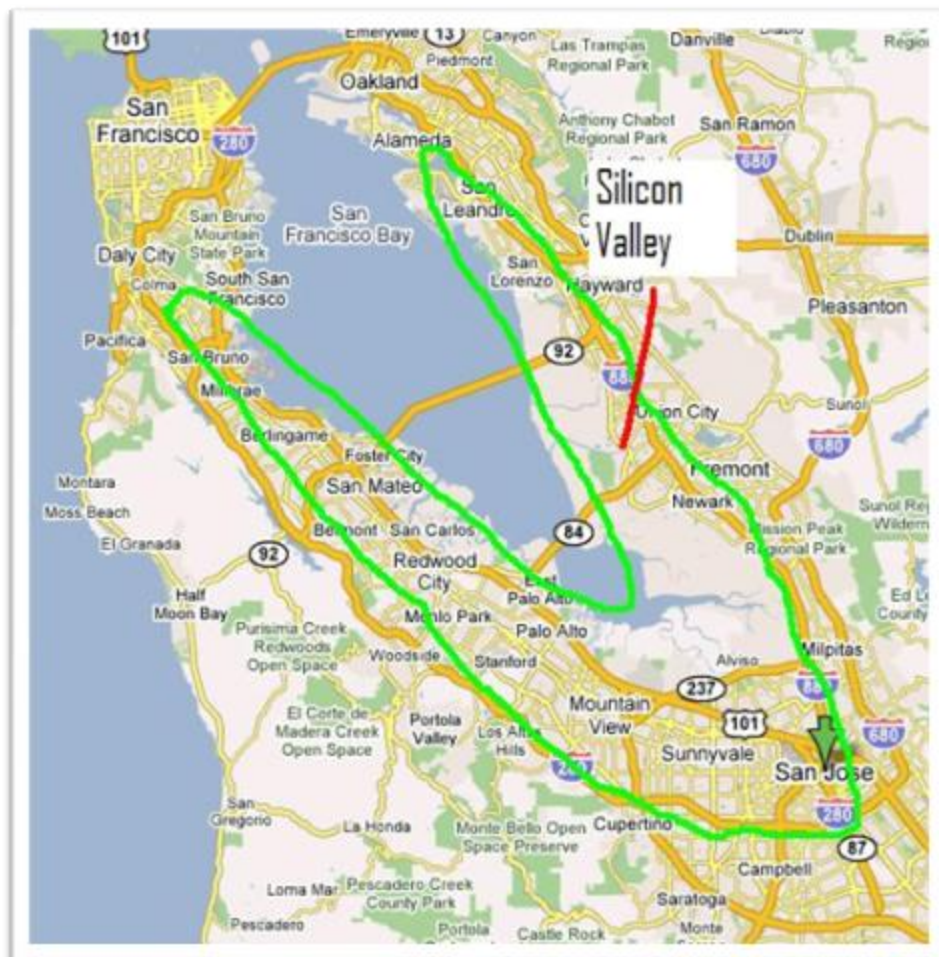 101
Emeryville
13
Canyon
Danville
Diablo
Piedmont
Las Trampas
Regional Park
Oakland
San
Francisco
280
Alameda
Anthony Chabot
Regional Park
San Ramon
680
Silicon
Valley
San
Leandro
San
Francisco Bay
San Bruno
Mountain
State Park
Daly City
Dublin
Colma
South San
Francisco
San
Lorenzo
Hayward
Pleasanton
Pacifica
San Bruno
92
Millbrae
Union City
Sunol
Berlingame
680
Foster City
San Mateo
Fremont
Newark
Montara
Moss Beach
El Granada
Belmont
San Carlos
84
Mission Peak
Regional Park
92
Redwood
City
East
Palo Alto
Half
Moon Bay
Menlo Park
Palo Alto
Purisima Creek
Redwoods
Open Space
Woodside
Stanford
Alviso
Milpitas
237
El Corte de
Madera Creek
Open Space
Portola
Valley
Los Altos
Hills
Mountain
View
101
Sunnyvale
680
San Jose
280
280
San
Gregorio
La Honda
Monte Bello Open
Space Preserve
Cupertino
87
Campbell
Loma Mar
Pescadero Creek
County Park
Saratoga
Pescadero
Portola
Castle Rock
Monte